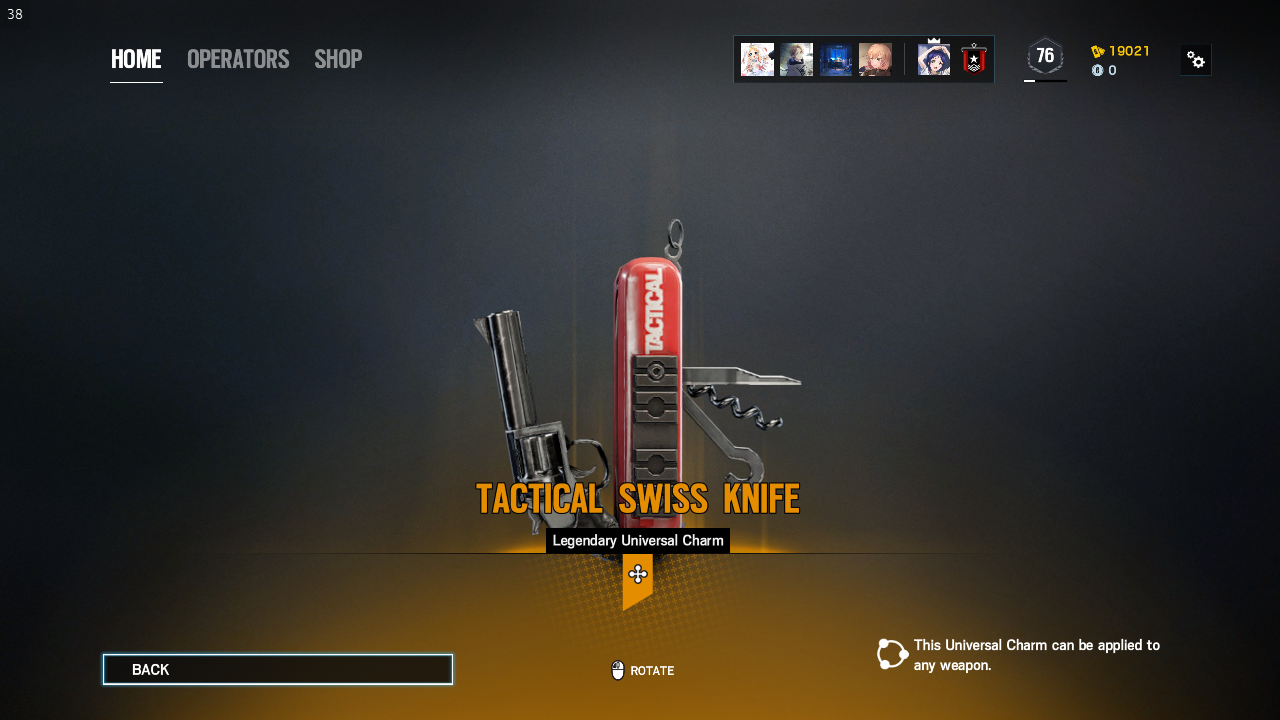 38
HOME OPERATORS SHOP
76
19021
0
TACTICAL
TACTICAL SWISS KNIFE
Legendary Universal Charm
BACK
ROTATE
This Universal Charm can be applied to
any weapon.